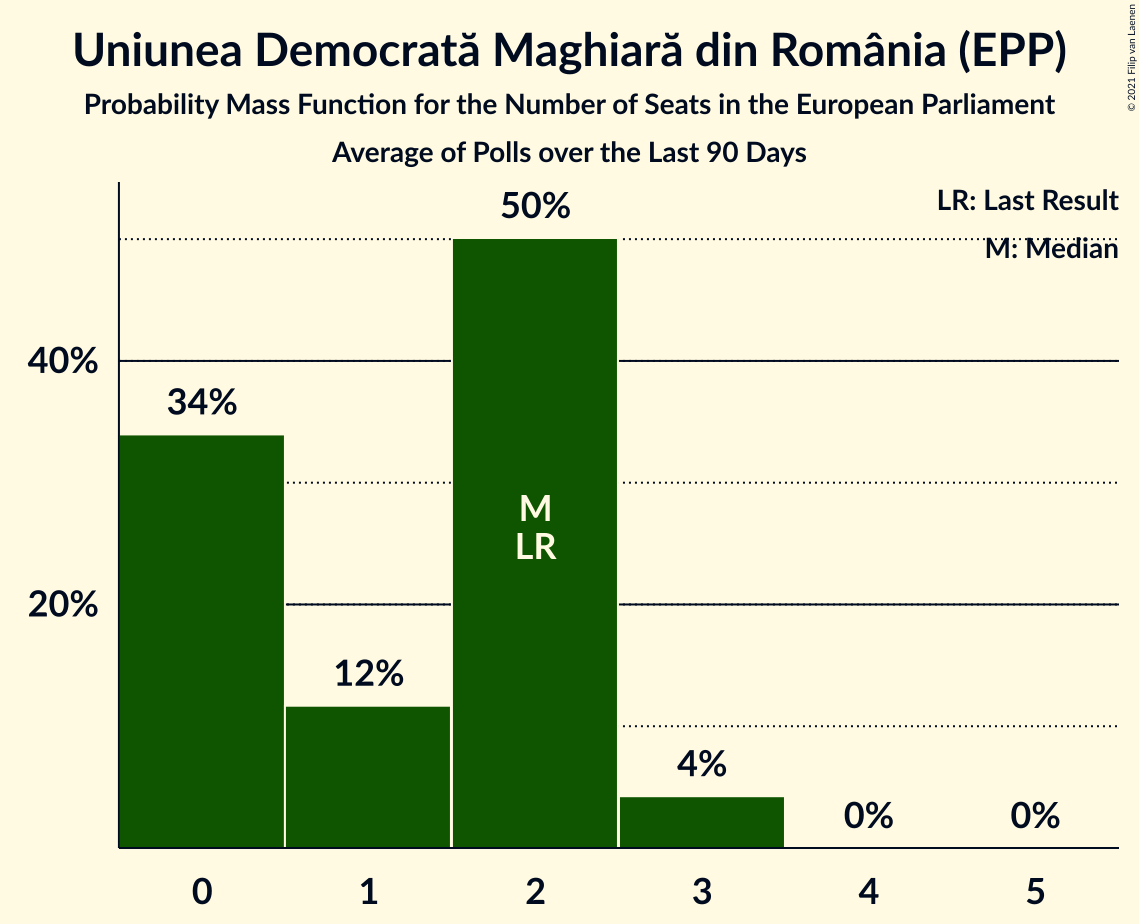 Uniunea Democrată Maghiară din România (EPP)
Probability Mass Function for the Number of Seats in the European Parliament
Average of Polls over the Last 90 Days
© 2021 Filip van Laenen
LR: Last Result
M: Median
50%
40%
34%
M
LR
20%
12%
4%
0%
0%
0
1
2
3
4
5